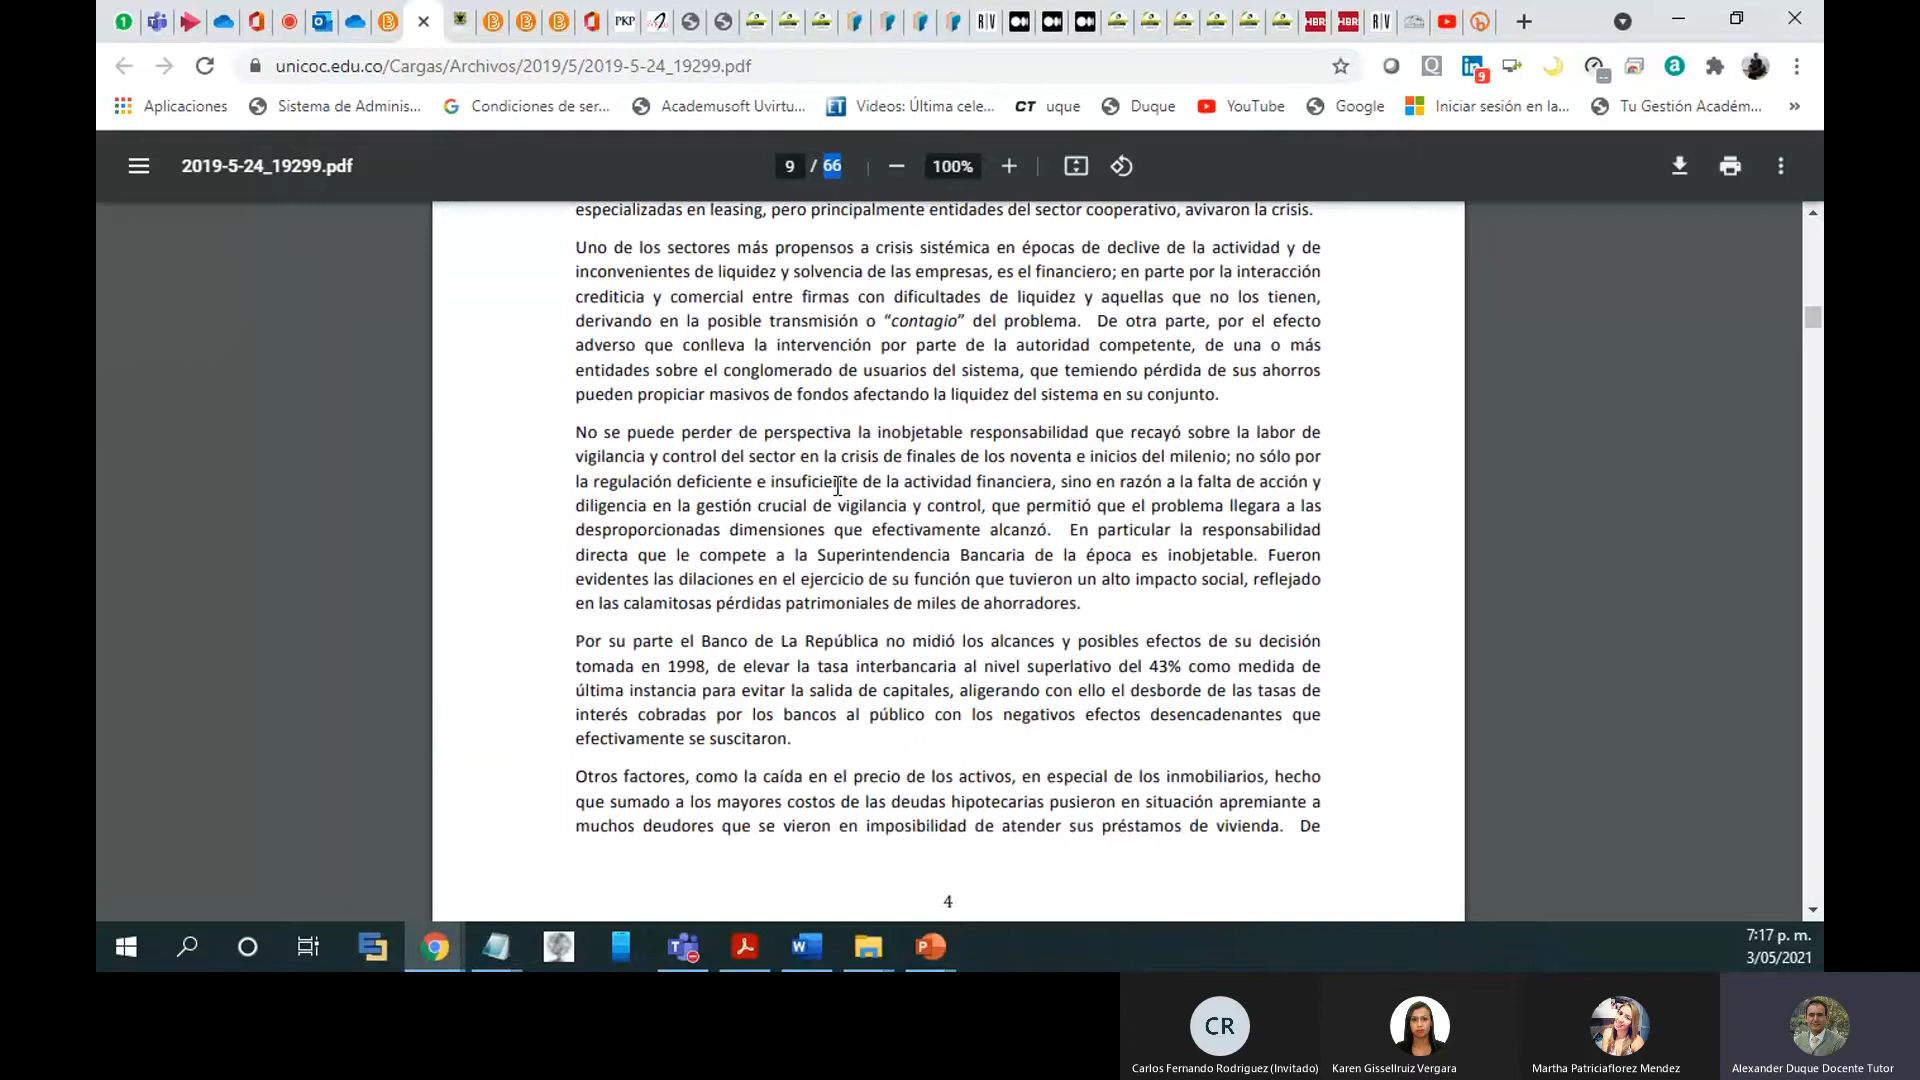 unicoc.edu.co/Cargas/Archivos/2019/5/2019-5-24_19299.pdf
Aplicaciones Sistema de Adminis... Condiciones de ser... Academusoft Uvirtu... Videos: Última cele... CT uque Duque YouTube Google Iniciar sesión en la... Tu Gestión Académ... »
2019-5-24_19299.pdf 9 / 66 100%
especializadas en leasing, pero principalmente entidades del sector cooperativo, avivaron la crisis.
Uno de los sectores más propensos a crisis sistémica en épocas de declive de la actividad y de
inconvenientes de liquidez y solvencia de las empresas, es el financiero; en parte por la interacción
crediticia y comercial entre firmas con dificultades de liquidez y aquellas que no los tienen,
derivando en la posible transmisión o “contagio” del problema. De otra parte, por el efecto
adverso que conlleva la intervención por parte de la autoridad competente, de una o más
entidades sobre el conglomerado de usuarios del sistema, que temiendo pérdida de sus ahorros
pueden propiciar masivos de fondos afectando la liquidez del sistema en su conjunto.
No se puede perder de perspectiva la inobjetable responsabilidad que recayó sobre la labor de
vigilancia y control del sector en la crisis de finales de los noventa e inicios del milenio; no sólo por
la regulación deficiente e insuficiente de la actividad financiera, sino en razón a la falta de acción y
diligencia en la gestión crucial de vigilancia y control, que permitió que el problema llegara a las
desproporcionadas dimensiones que efectivamente alcanzó. En particular la responsabilidad
directa que le compete a la Superintendencia Bancaria de la época es inobjetable. Fueron
evidentes las dilaciones en el ejercicio de su función que tuvieron un alto impacto social, reflejado
en las calamitosas pérdidas patrimoniales de miles de ahorradores.
Por su parte el Banco de La República no midió los alcances y posibles efectos de su decisión
tomada en 1998, de elevar la tasa interbancaria al nivel superlativo del 43% como medida de
última instancia para evitar la salida de capitales, aligerando con ello el desborde de las tasas de
interés cobradas por los bancos al público con los negativos efectos desencadenantes que
efectivamente se suscitaron.
Otros factores, como la caída en el precio de los activos, en especial de los inmobiliarios, hecho
que sumado a los mayores costos de las deudas hipotecarias pusieron en situación apremiante a
muchos deudores que se vieron en imposibilidad de atender sus préstamos de vivienda. De
4
7:17 p. m.
3/05/2021
CR
Carlos Fernando Rodriguez (Invitado) Karen Gissellruiz Vergara Martha Patriciaflorez Mendez Alexander Duque Docente Tutor